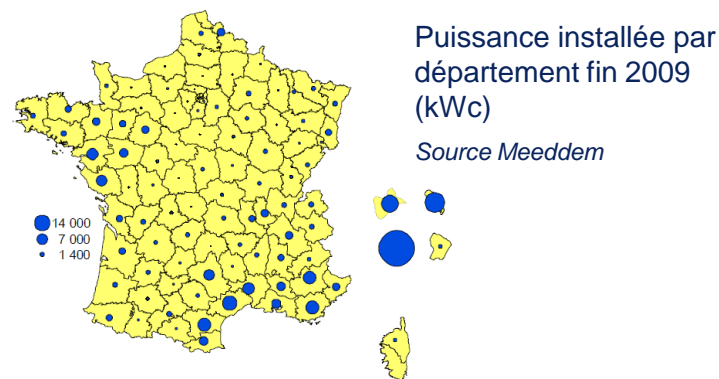 Puissance installée par
département fin 2009
(kWc)
Source Meeddem
14 000
7 000
1 400